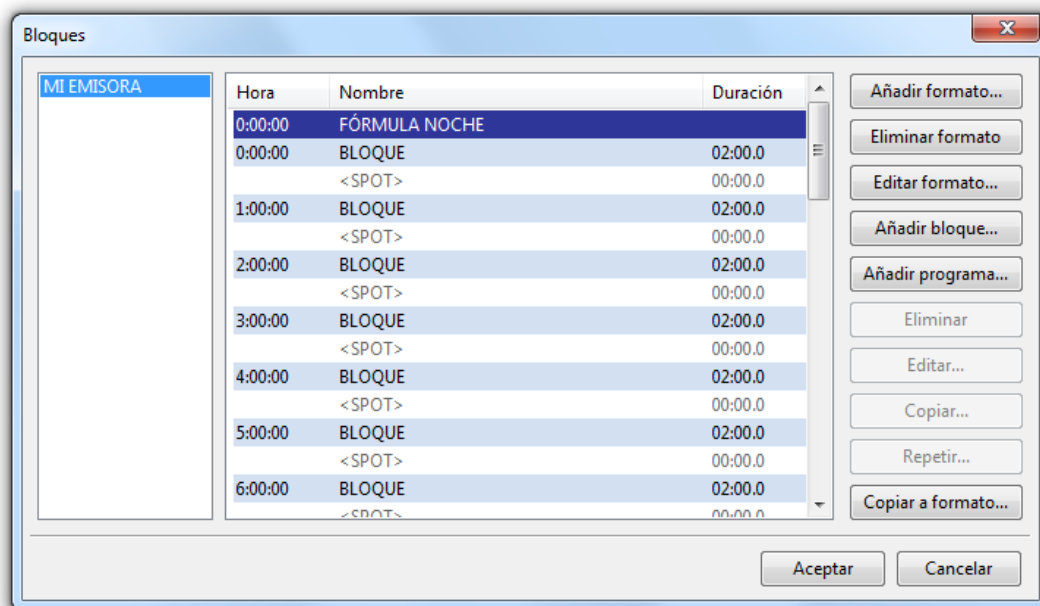 Bloques
MI EMISORA
Hora Nombre Duración
0:00:00 FÓRMULA NOCHE
0:00:00 BLOQUE 02:00.0
<SPOT> 00:00.0
1:00:00 BLOQUE 02:00.0
<SPOT> 00:00.0
2:00:00 BLOQUE 02:00.0
<SPOT> 00:00.0
3:00:00 BLOQUE 02:00.0
<SPOT> 00:00.0
4:00:00 BLOQUE 02:00.0
<SPOT> 00:00.0
5:00:00 BLOQUE 02:00.0
<SPOT> 00:00.0
6:00:00 BLOQUE 02:00.0
<SPOT> 00:00.0
Añadir formato...
Eliminar formato
Editar formato...
Añadir bloque...
Añadir programa...
Eliminar
Editar...
Copiar...
Repetir...
Copiar a formato...
Aceptar
Cancelar